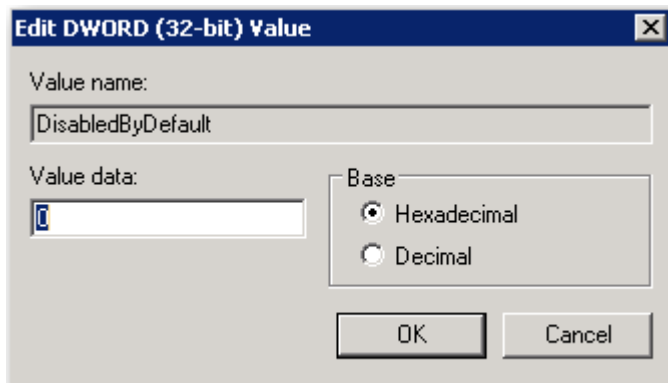 Edit DWORD (32-bit) Value
Value name:
DisabledByDefault
Value data:
0
Base
Hexadecimal
Decimal
OK
Cancel